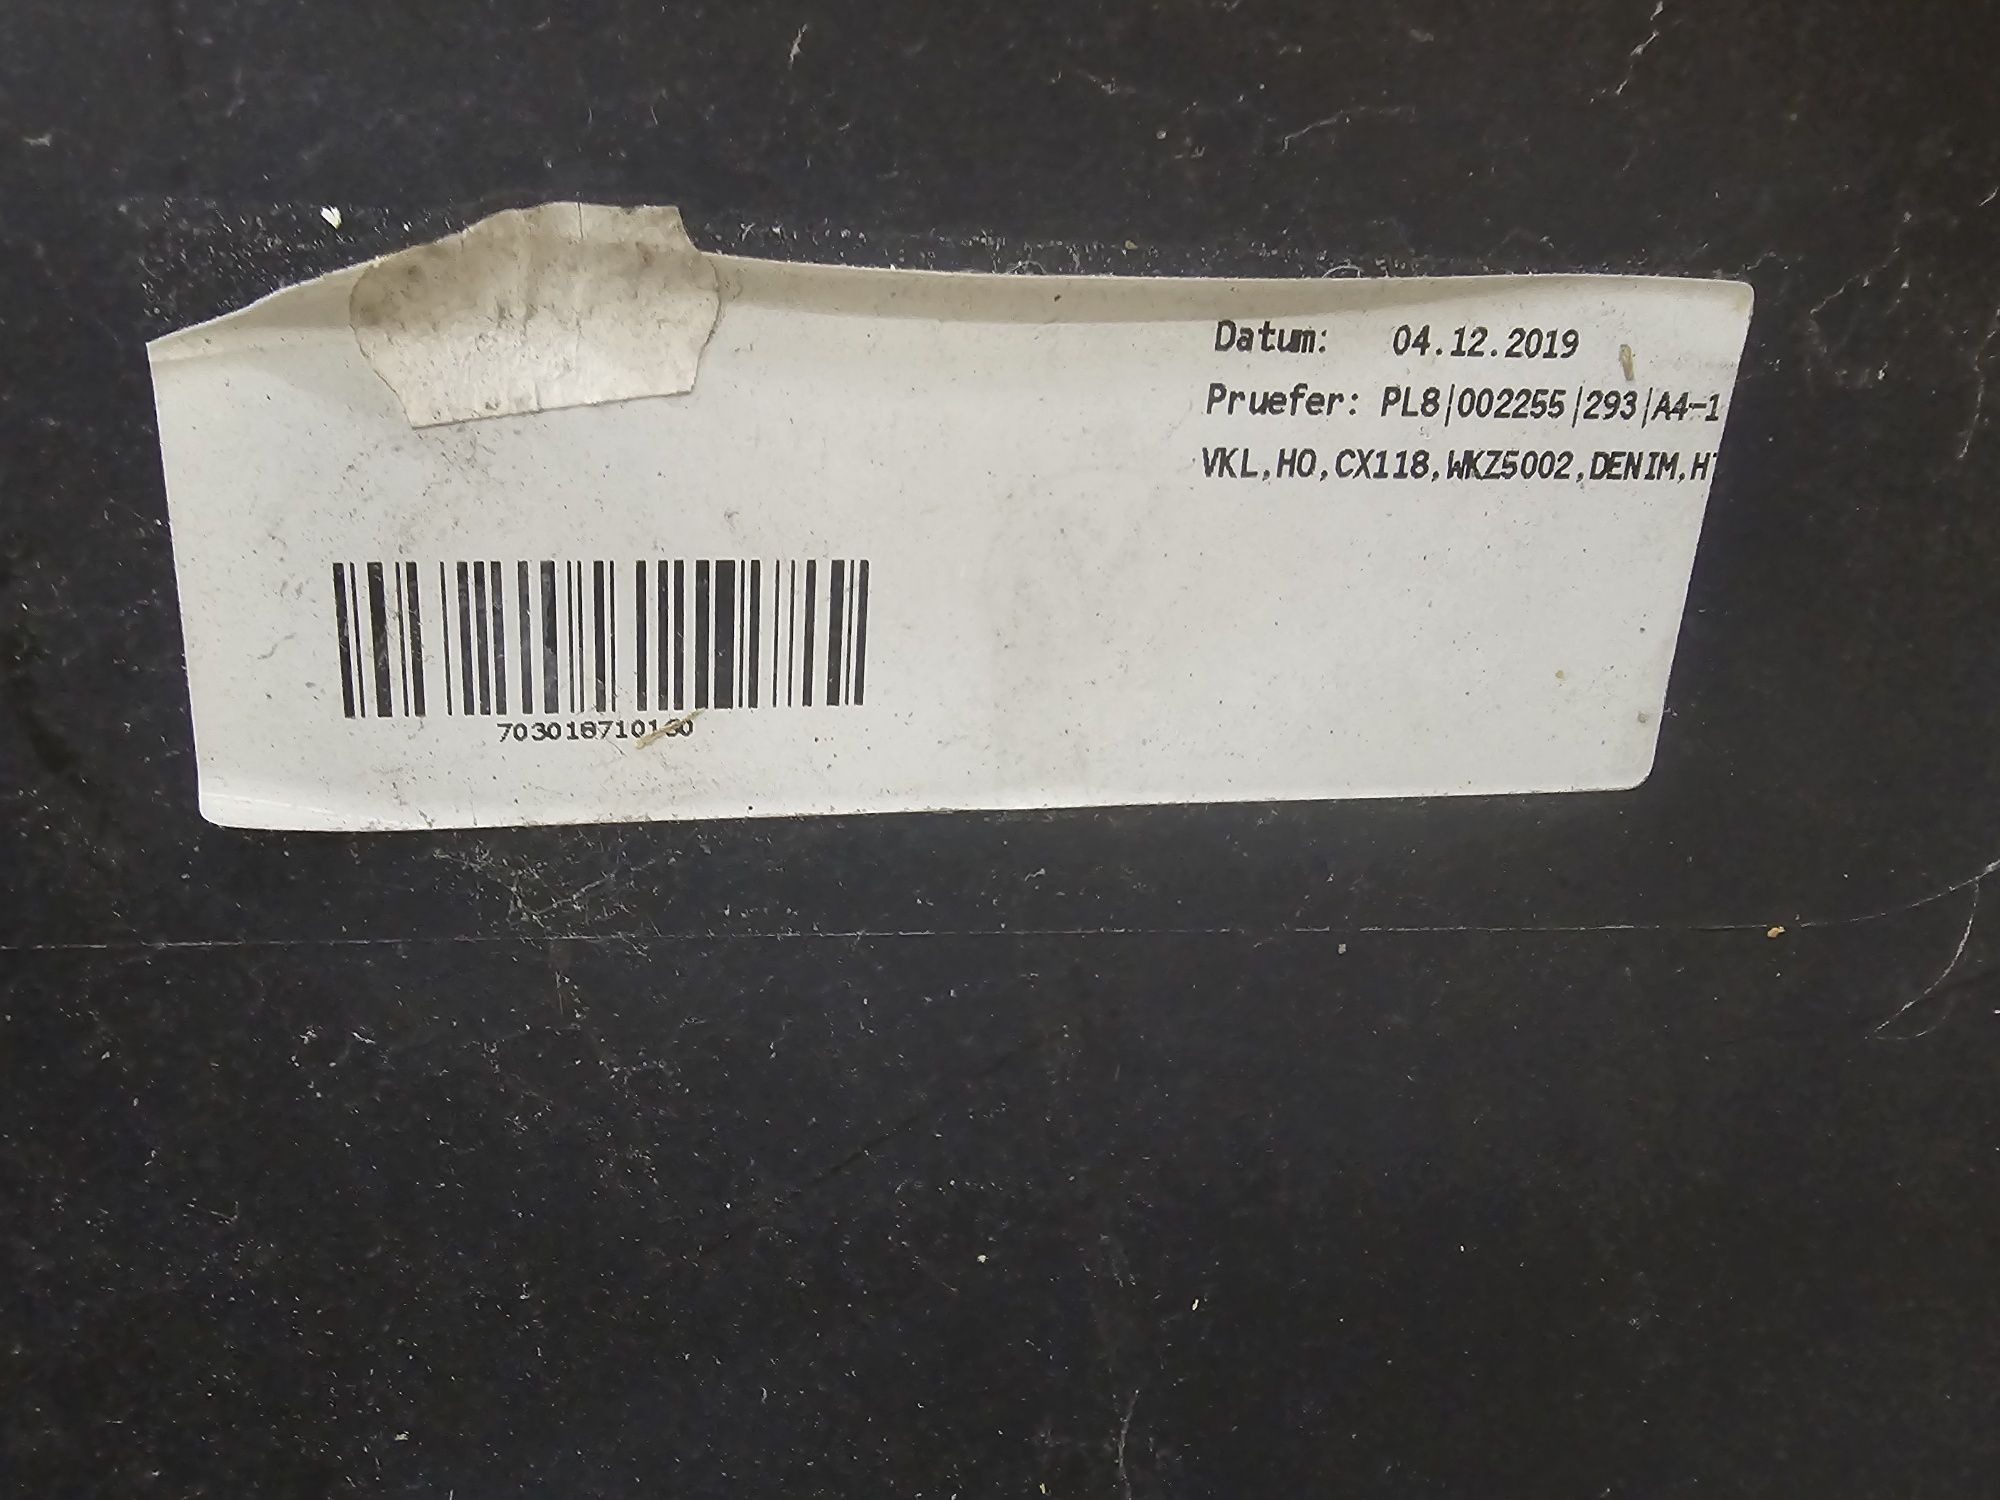 Datum: 04.12.2019
Pruefer: PL8|002255|293|A4-1
VKL,HO,CX118,WKZ5002,DENIM,H